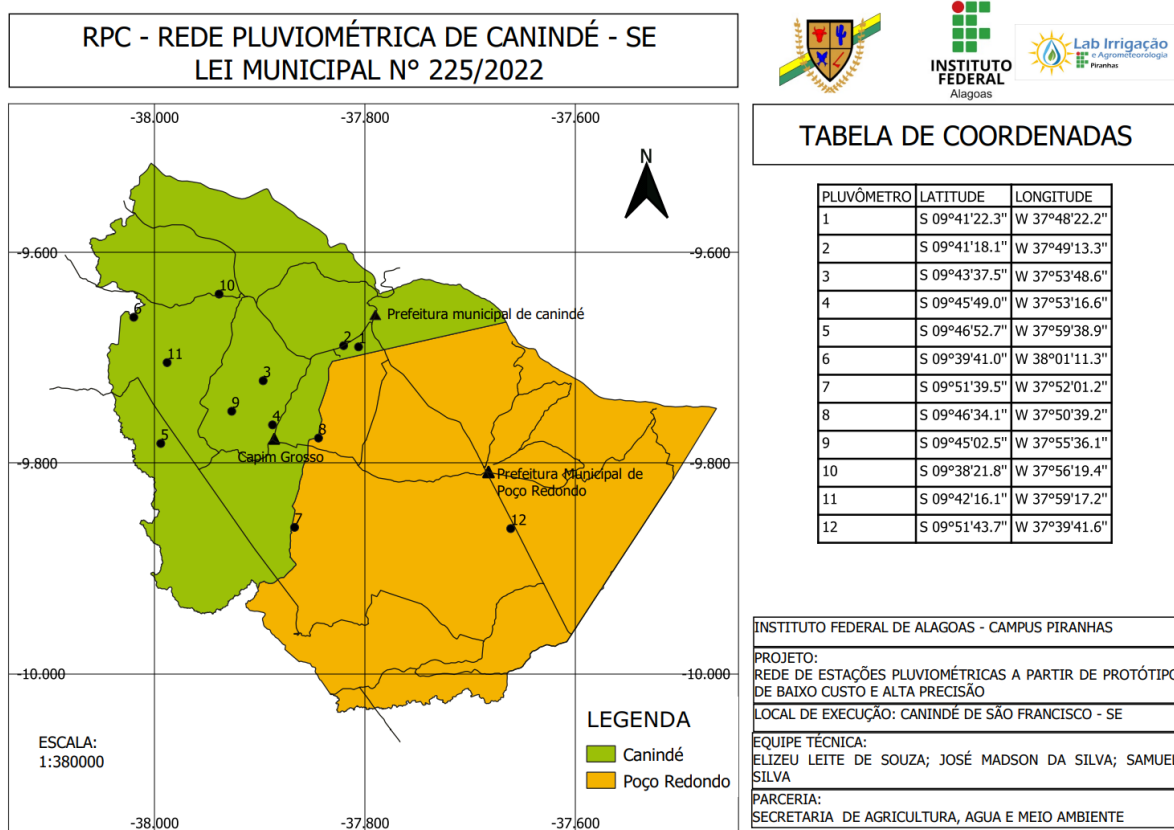 RPC - REDE PLUVIOMÉTRICA DE CANINDÉ - SE
LEI MUNICIPAL N° 225/2022
INSTITUTO
FEDERAL
Alagoas
Lab Irrigação
e Agrometeorologia
Piranhas
-38.000 -37.800 -37.600
N
-9.600 -9.600
10
6
Prefeitura municipal de canindé
2 1
11
3
9
4
8
5
Capim Grosso
-9.800 -9.800
Prefeitura Municipal de
Poço Redondo
7
12
-10.000 -10.000
ESCALA:
1:380000
LEGENDA
Canindé
Poço Redondo
-38.000 -37.800 -37.600
TABELA DE COORDENADAS
PLUVÔMETRO LATITUDE LONGITUDE
1 S 09°41'22.3" W 37°48'22.2"
2 S 09°41'18.1" W 37°49'13.3"
3 S 09°43'37.5" W 37°53'48.6"
4 S 09°45'49.0" W 37°53'16.6"
5 S 09°46'52.7" W 37°59'38.9"
6 S 09°39'41.0" W 38°01'11.3"
7 S 09°51'39.5" W 37°52'01.2"
8 S 09°46'34.1" W 37°50'39.2"
9 S 09°45'02.5" W 37°55'36.1"
10 S 09°38'21.8" W 37°56'19.4"
11 S 09°42'16.1" W 37°59'17.2"
12 S 09°51'43.7" W 37°39'41.6"
INSTITUTO FEDERAL DE ALAGOAS - CAMPUS PIRANHAS
PROJETO:
REDE DE ESTAÇÕES PLUVIOMÉTRICAS A PARTIR DE PROTÓTIPO
DE BAIXO CUSTO E ALTA PRECISÃO
LOCAL DE EXECUÇÃO: CANINDÉ DE SÃO FRANCISCO - SE
EQUIPE TÉCNICA:
ELIZEU LEITE DE SOUZA; JOSÉ MADSON DA SILVA; SAMUEL
SILVA
PARCERIA:
SECRETARIA DE AGRICULTURA, AGUA E MEIO AMBIENTE